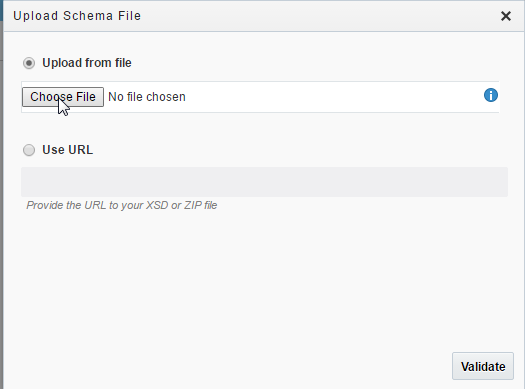 Upload Schema File
Upload from file
Choose File No file chosen
Use URL
Provide the URL to your XSD or ZIP file
Validate